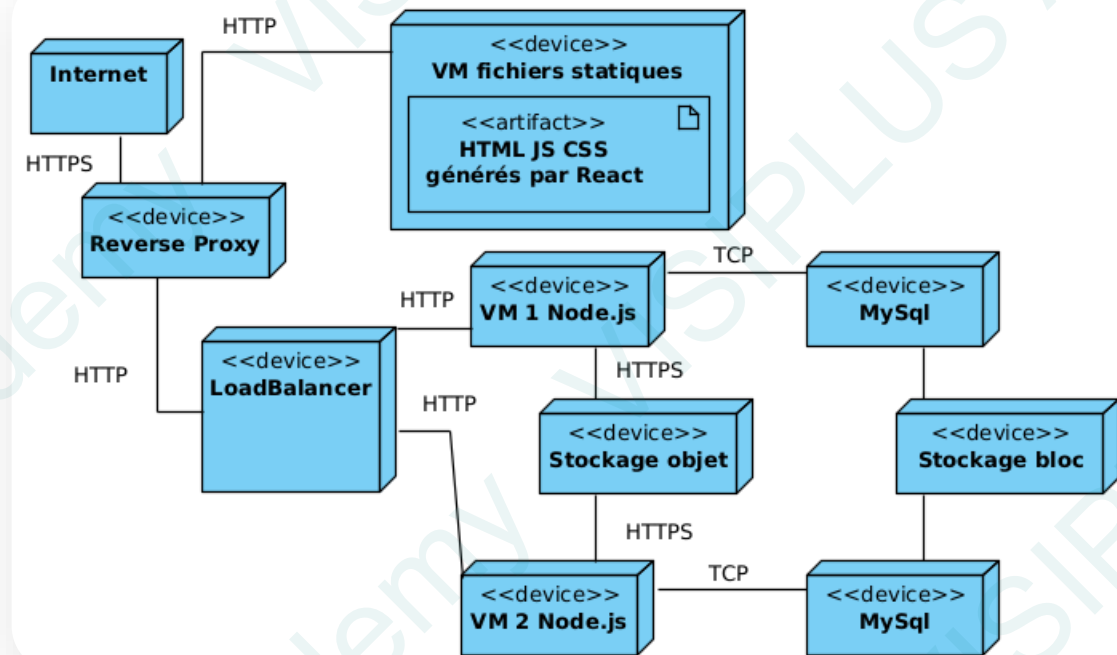 HTTP
<<device>>
VM fichiers statiques
Internet
<<artifact>>
HTML JS CSS
générés par React
HTTPS
<<device>>
Reverse Proxy
TCP
<<device>>
VM 1 Node.js
<<device>>
MySql
HTTP
<<device>>
LoadBalancer
HTTP
HTTPS
HTTP
<<device>>
Stockage objet
<<device>>
Stockage bloc
HTTPS
TCP
<<device>>
VM 2 Node.js
<<device>>
MySql
VISIPLUS